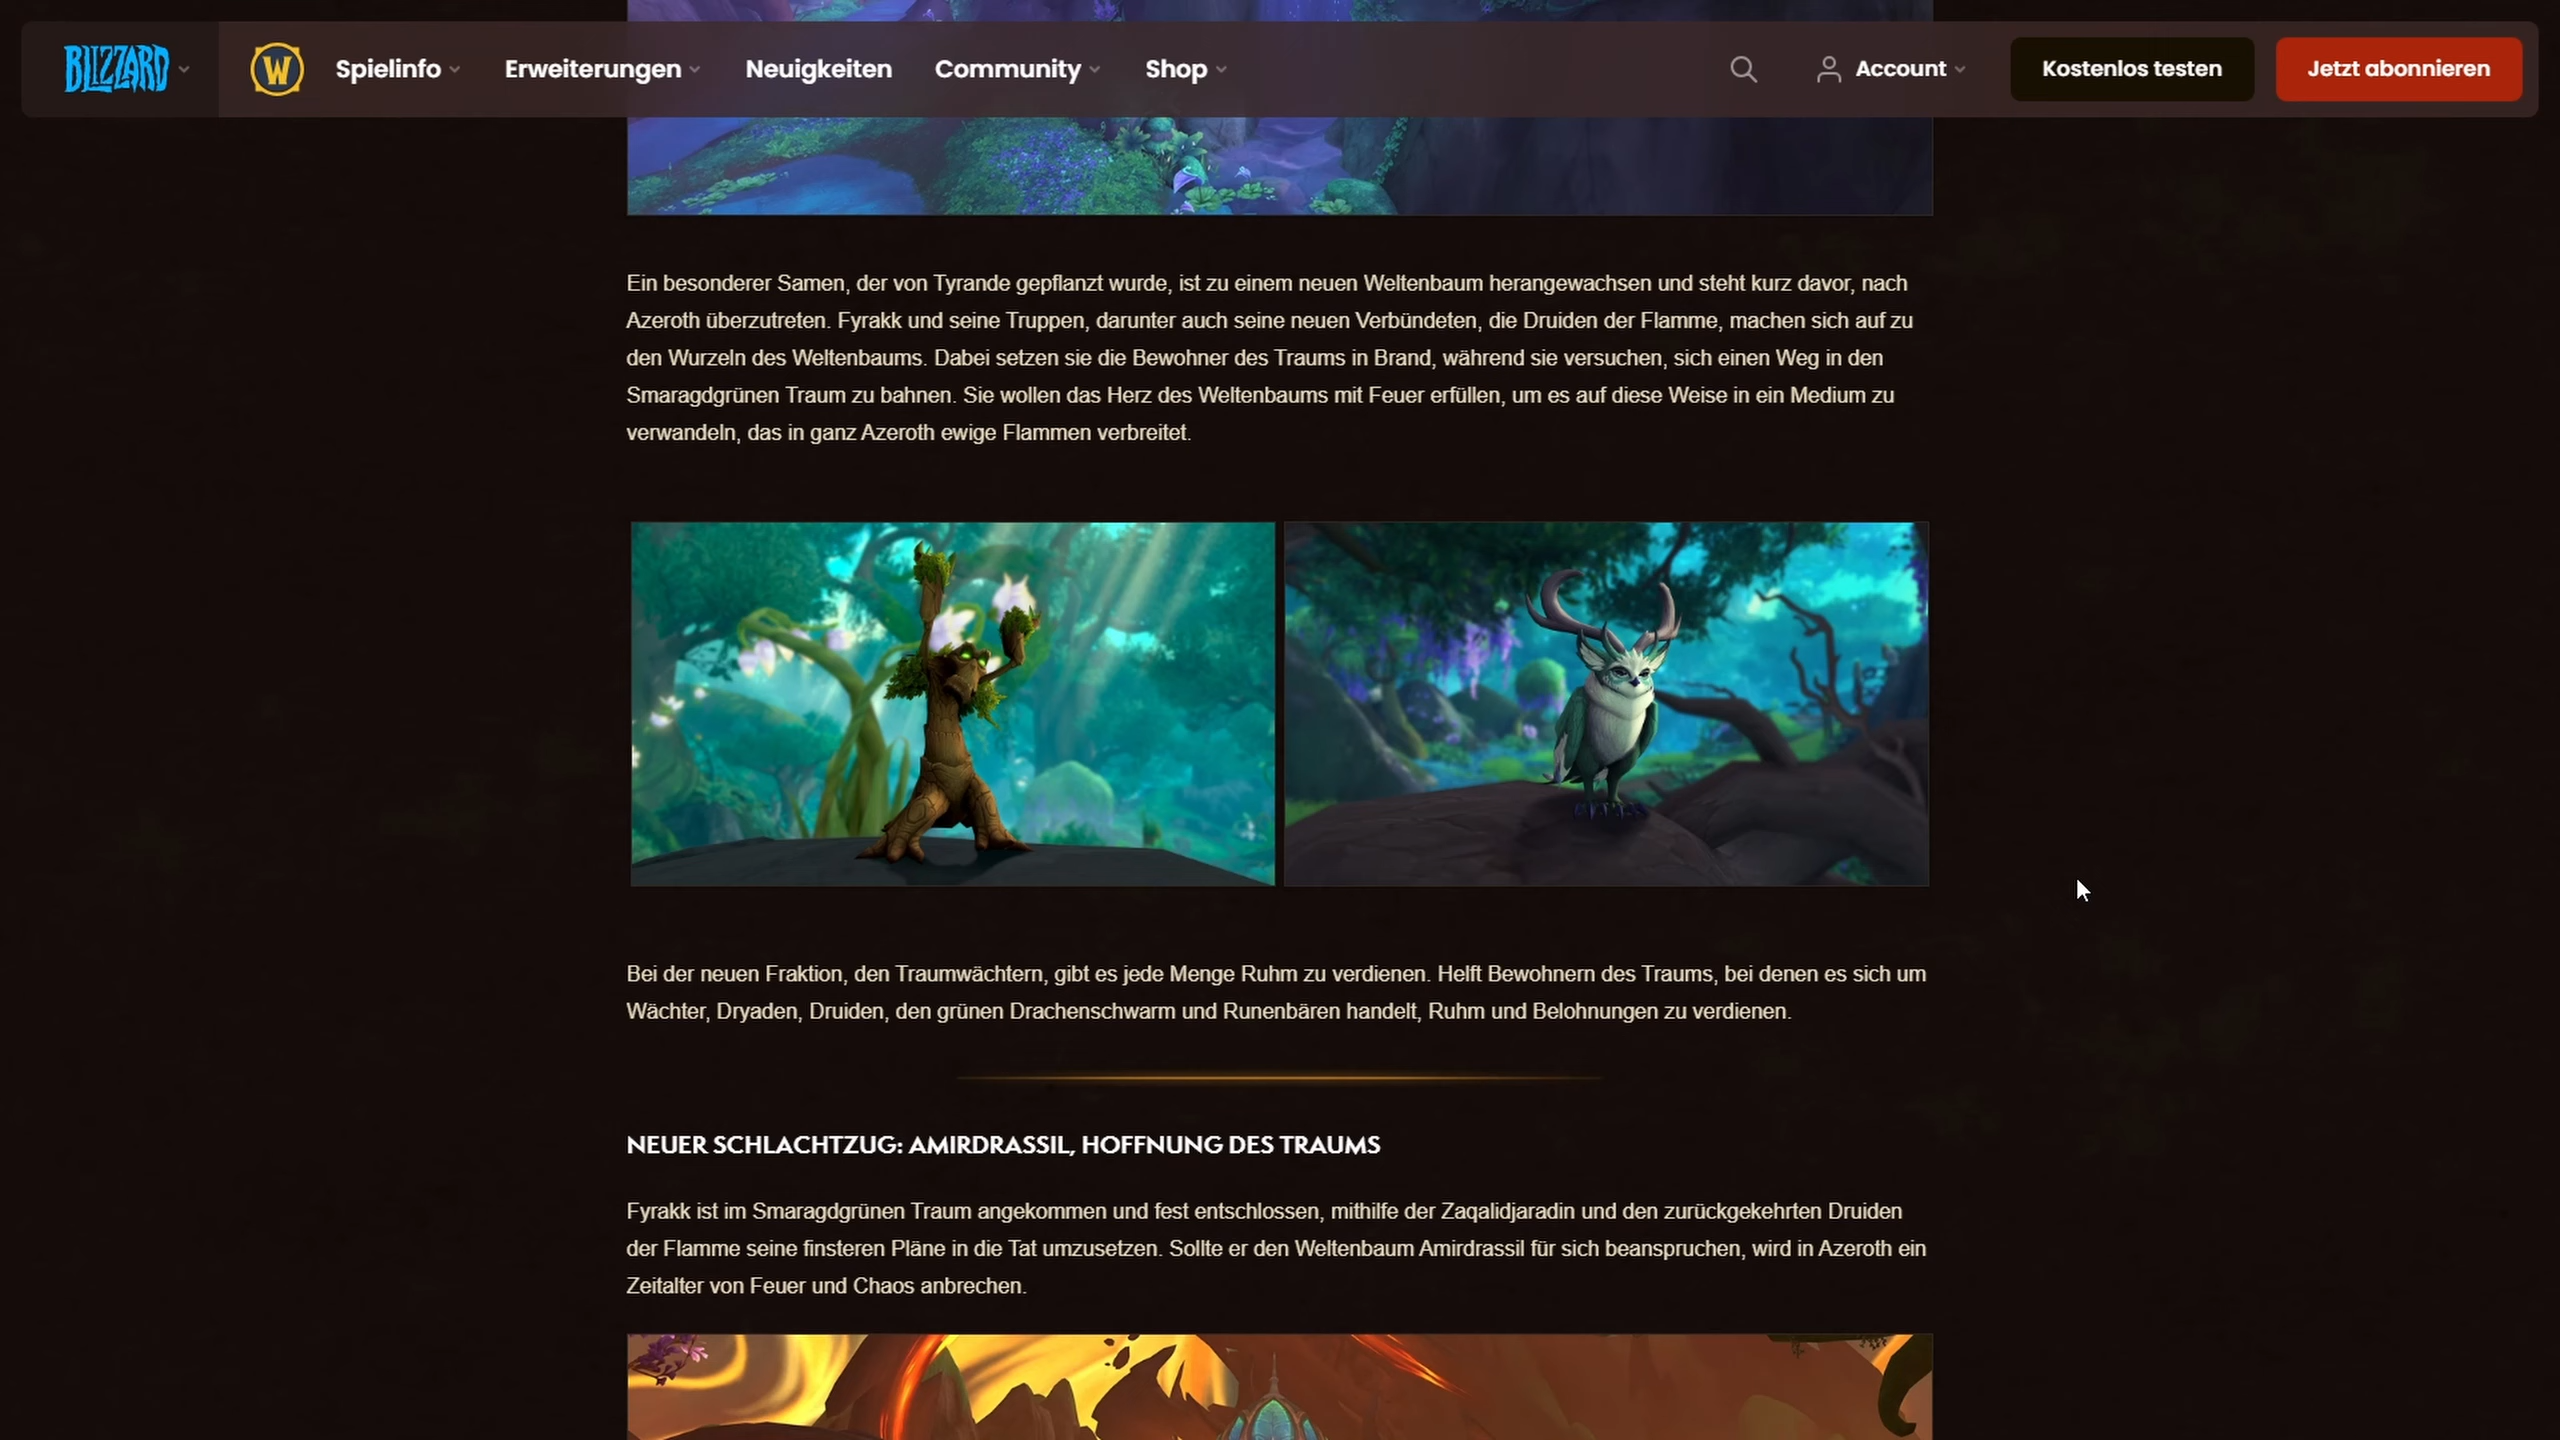 BLIZZARD
W
Spielinfo
Erweiterungen
Neuigkeiten
Community
Shop
Account
Kostenlos testen
Jetzt abonnieren
Ein besonderer Samen, der von Tyrande gepflanzt wurde, ist zu einem neuen Weltenbaum herangewachsen und steht kurz davor, nach
Azeroth überzutreten. Fyrakk und seine Truppen, darunter auch seine neuen Verbündeten, die Druiden der Flamme, machen sich auf zu
den Wurzeln des Weltenbaums. Dabei setzen sie die Bewohner des Traums in Brand, während sie versuchen, sich einen Weg in den
Smaragdgrünen Traum zu bahnen. Sie wollen das Herz des Weltenbaums mit Feuer erfüllen, um es auf diese Weise in ein Medium zu
verwandeln, das in ganz Azeroth ewige Flammen verbreitet.
Bei der neuen Fraktion, den Traumwächtern, gibt es jede Menge Ruhm zu verdienen. Helft Bewohnern des Traums, bei denen es sich um
Wächter, Dryaden, Druiden, den grünen Drachenschwarm und Runenbären handelt, Ruhm und Belohnungen zu verdienen.
NEUER SCHLACHTZUG: AMIRDRASSIL, HOFFNUNG DES TRAUMS
Fyrakk ist im Smaragdgrünen Traum angekommen und fest entschlossen, mithilfe der Zaqalidjaradin und den zurückgekehrten Druiden
der Flamme seine finsteren Pläne in die Tat umzusetzen. Sollte er den Weltenbaum Amirdrassil für sich beanspruchen, wird in Azeroth ein
Zeitalter von Feuer und Chaos anbrechen.